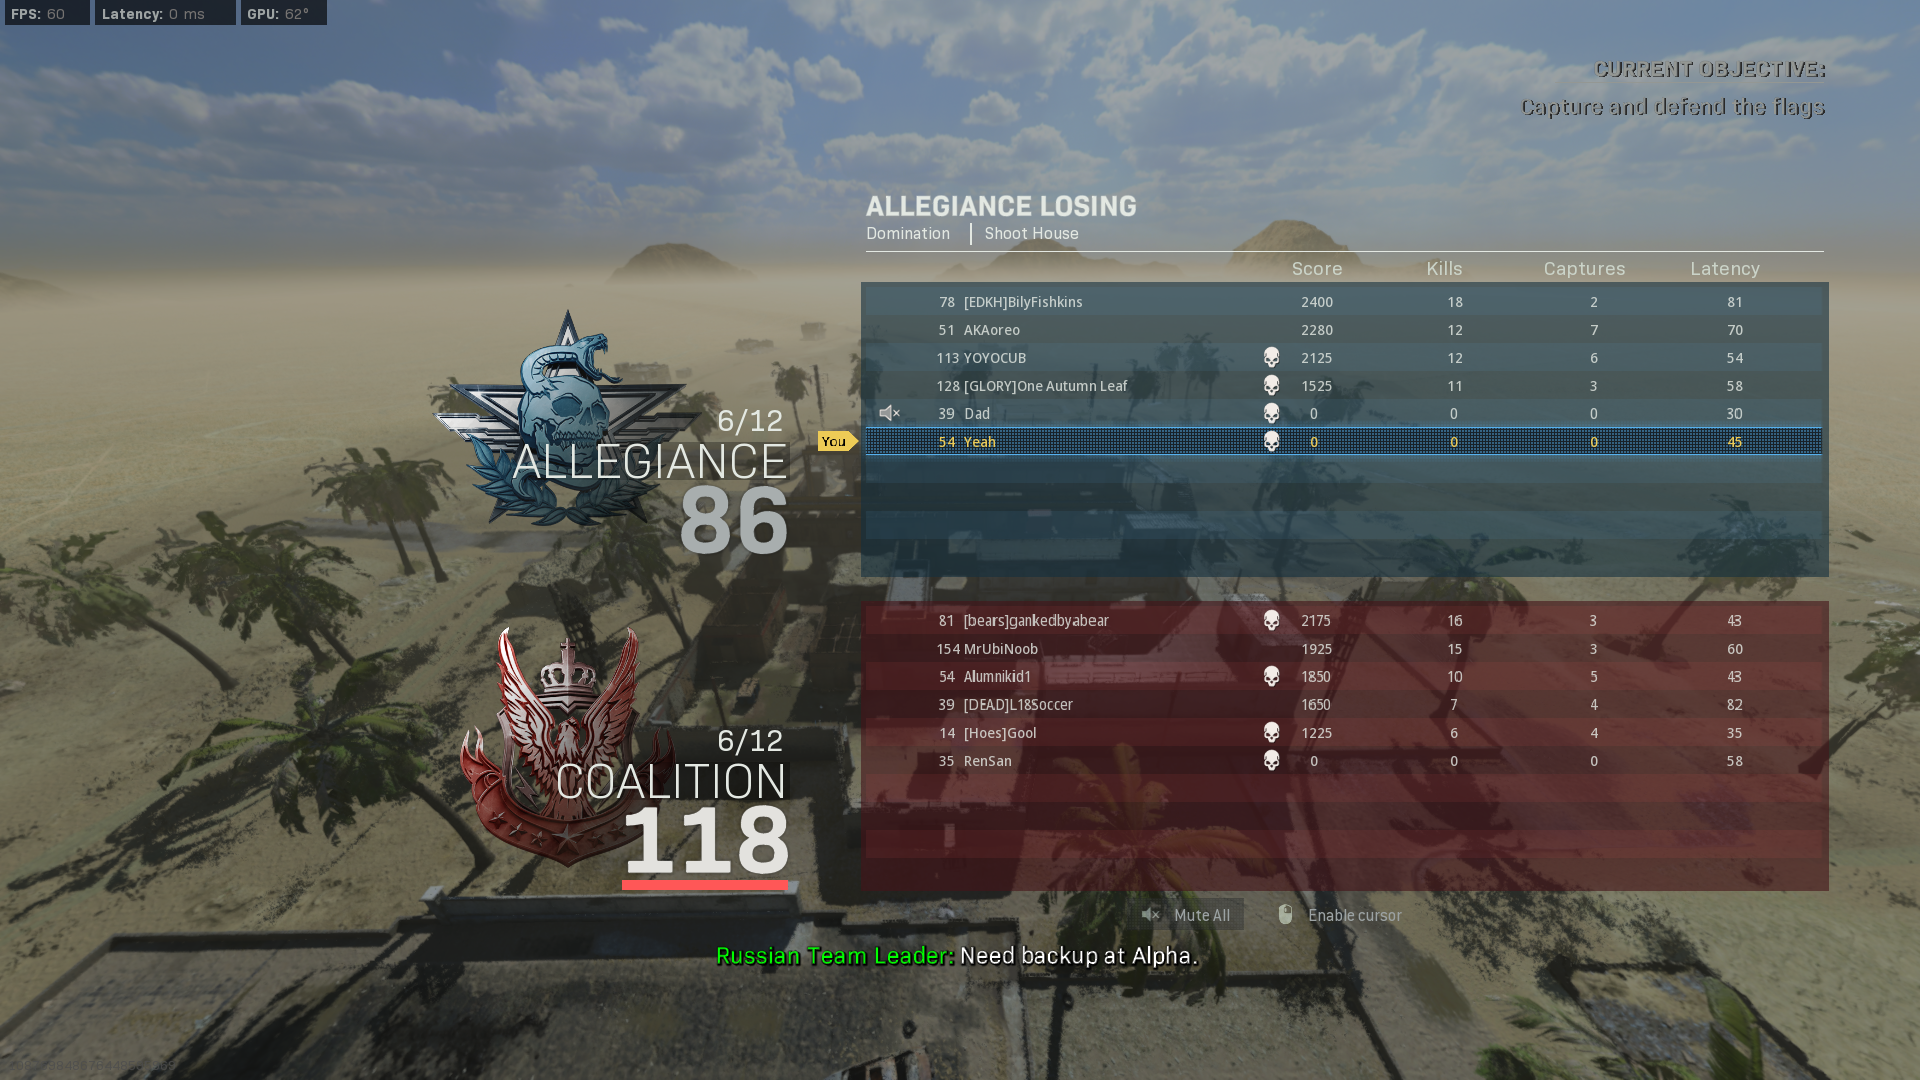 FPS: 60 Latency: 0 ms GPU: 62°
CURRENT OBJECTIVE:
Capture and defend the flags
ALLEGIANCE LOSING
Domination Shoot House
Score Kills Captures Latency
78 [EDKH]BilyFishkins 2400 18 2 81
51 AKAoreo 2280 12 7 70
113 YOYOCUB 2125 12 6 54
128 [GLORY]One Autumn Leaf 1525 11 3 58
39 Dad 0 0 0 30
You 54 Yeah 0 0 0 45
6/12
ALLEGIANCE
86
81 [bears]gankedbyabear 2175 16 3 43
154 MrUbiNoob 1925 15 3 60
54 Alumnikid1 1850 10 5 43
39 [DEAD]L18Soccer 1650 7 4 82
14 [Hoes]Gool 1225 6 4 35
35 RenSan 0 0 0 58
6/12
COALITION
118
Mute All Enable cursor
Russian Team Leader: Need backup at Alpha.